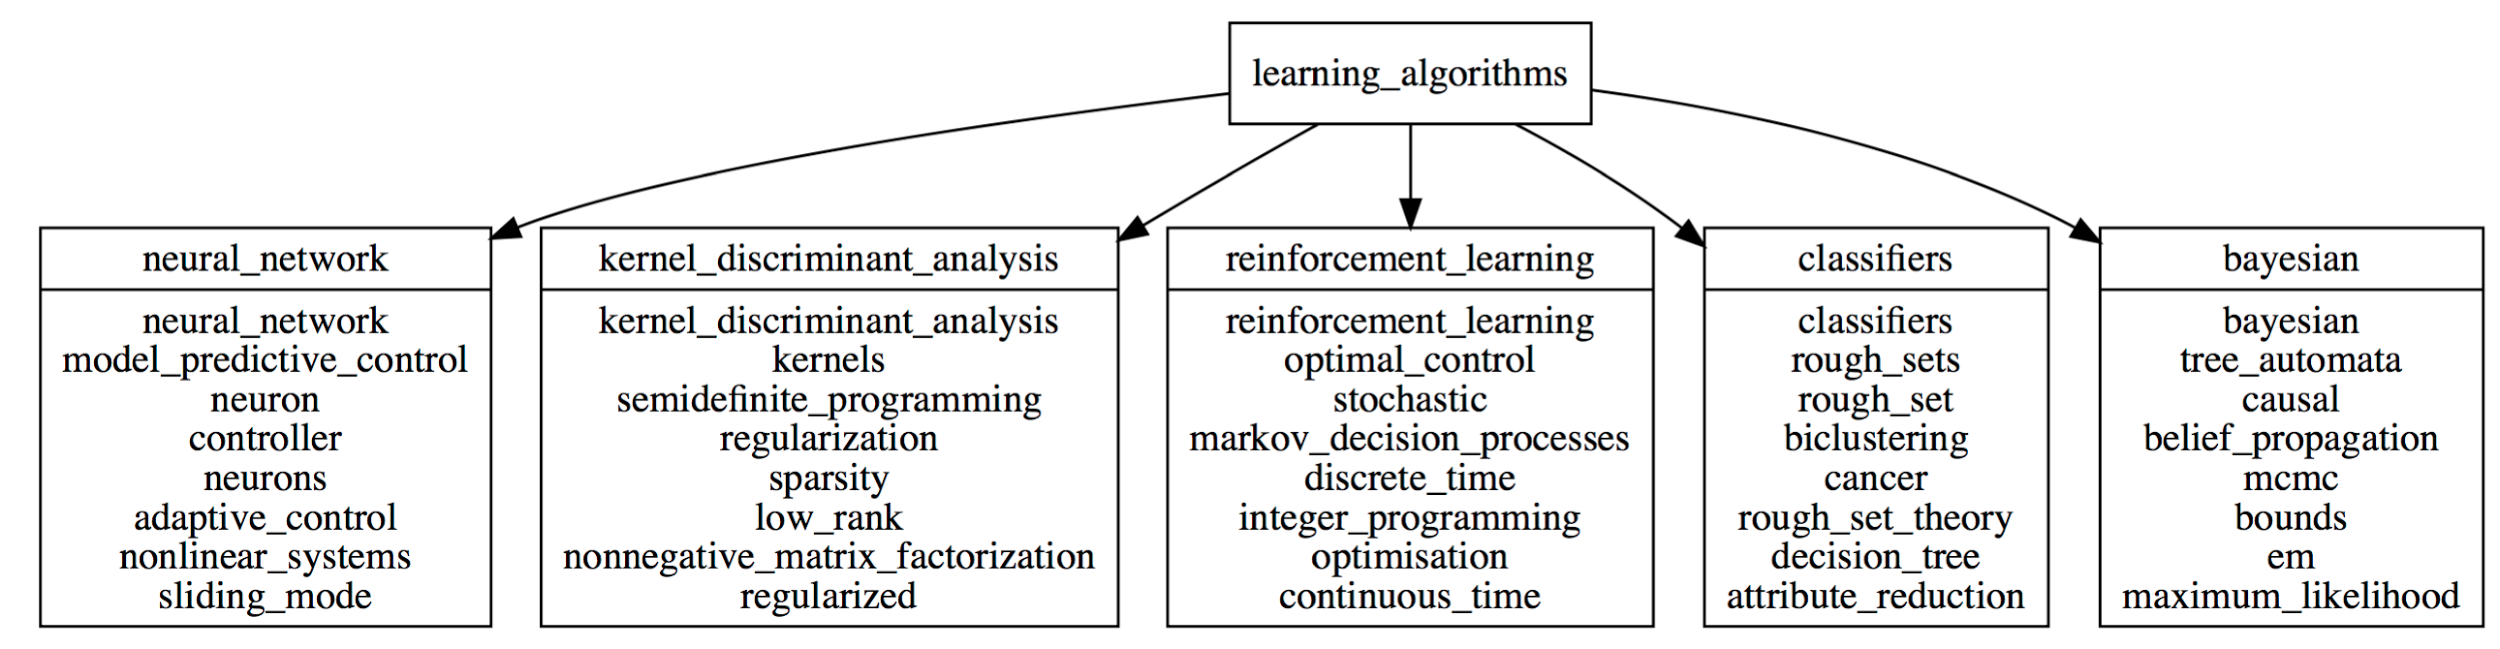 learning_algorithms
neural_network
neural_network
model_predictive_control
neuron
controller
neurons
adaptive_control
nonlinear_systems
sliding_mode
kernel_discriminant_analysis
kernel_discriminant_analysis
kernels
semidefinite_programming
regularization
sparsity
low_rank
nonnegative_matrix_factorization
regularized
reinforcement_learning
reinforcement_learning
optimal_control
stochastic
markov_decision_processes
discrete_time
integer_programming
optimisation
continuous_time
classifiers
classifiers
rough_sets
rough_set
biclustering
cancer
rough_set_theory
decision_tree
attribute_reduction
bayesian
bayesian
tree_automata
causal
belief_propagation
mcmc
bounds
em
maximum_likelihood